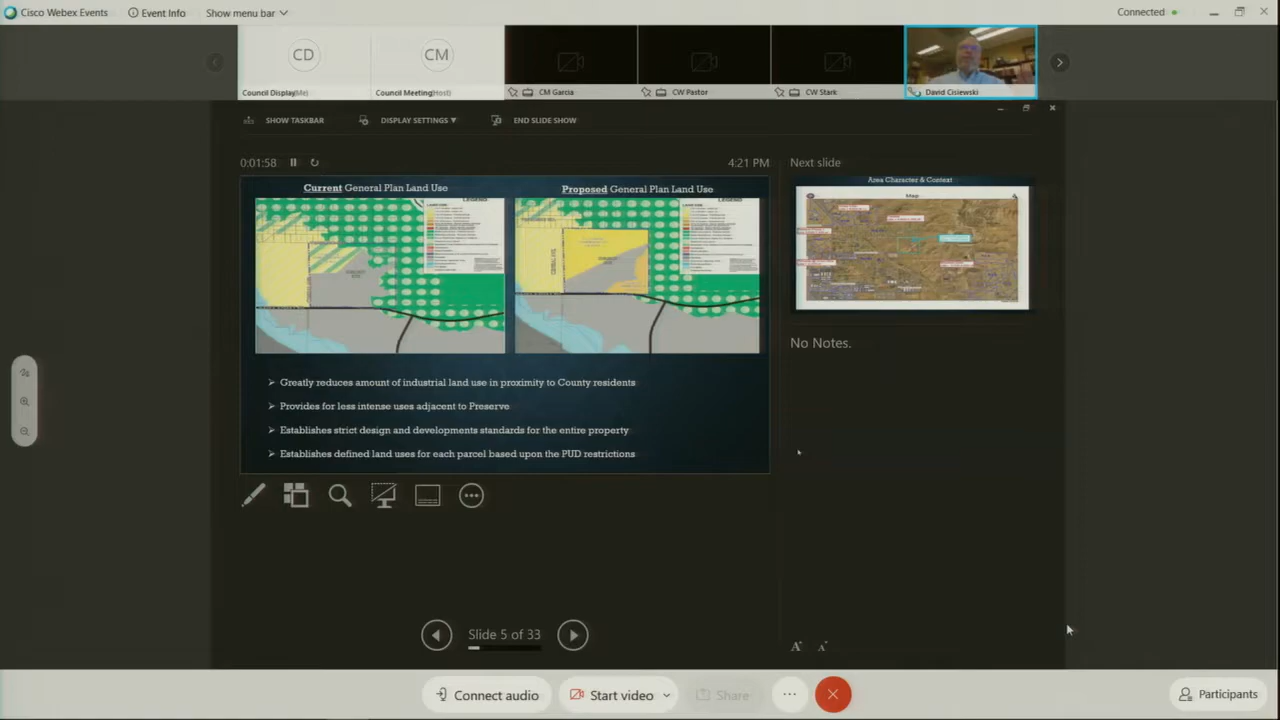 Cisco Webex Events
Event Info
Show menu bar
Connected
CD
CM
Council Display(Me)
Council Meeting(Host)
CM Garcia
CW Pastor
CW Stark
David Cisiewski
SHOW TASKBAR
DISPLAY SETTINGS
END SLIDE SHOW
0:01:58
4:21 PM
Next slide
Current General Plan Land Use
Proposed General Plan Land Use
LEGEND
LEGEND
Area Character & Context
Map
No Notes.
Greatly reduces amount of industrial land use in proximity to County residents
Provides for less intense uses adjacent to Preserve
Establishes strict design and developments standards for the entire property
Establishes defined land uses for each parcel based upon the PUD restrictions
Slide 5 of 33
A
A
Connect audio
Start video
Share
Participants